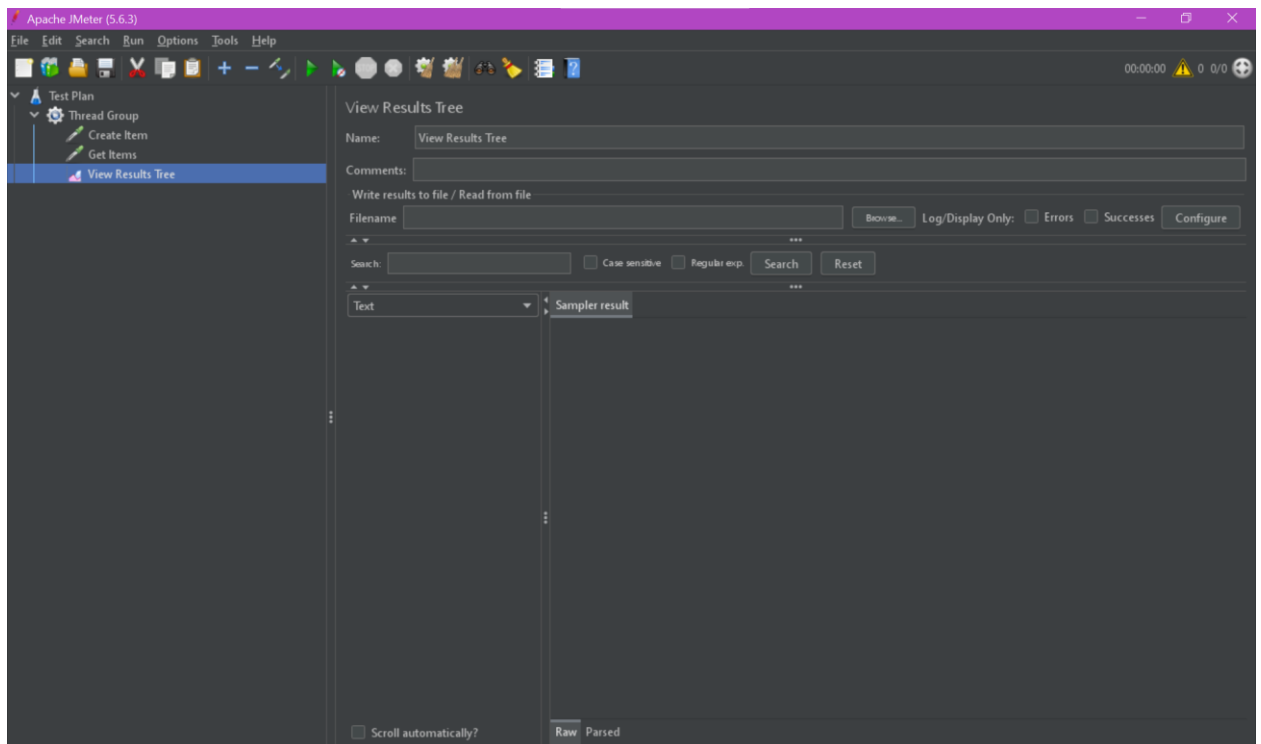 Apache JMeter (5.6.3)
File Edit Search Run Options Tools Help
00:00:00 0 0/0
Test Plan
Thread Group
Create Item
Get Items
View Results Tree
View Results Tree
Name: View Results Tree
Comments:
Write results to file / Read from file
Filename Browse... Log/Display Only: Errors Successes Configure
Search: Case sensitive Regular exp. Search Reset
Text Sampler result
Scroll automatically? Raw Parsed